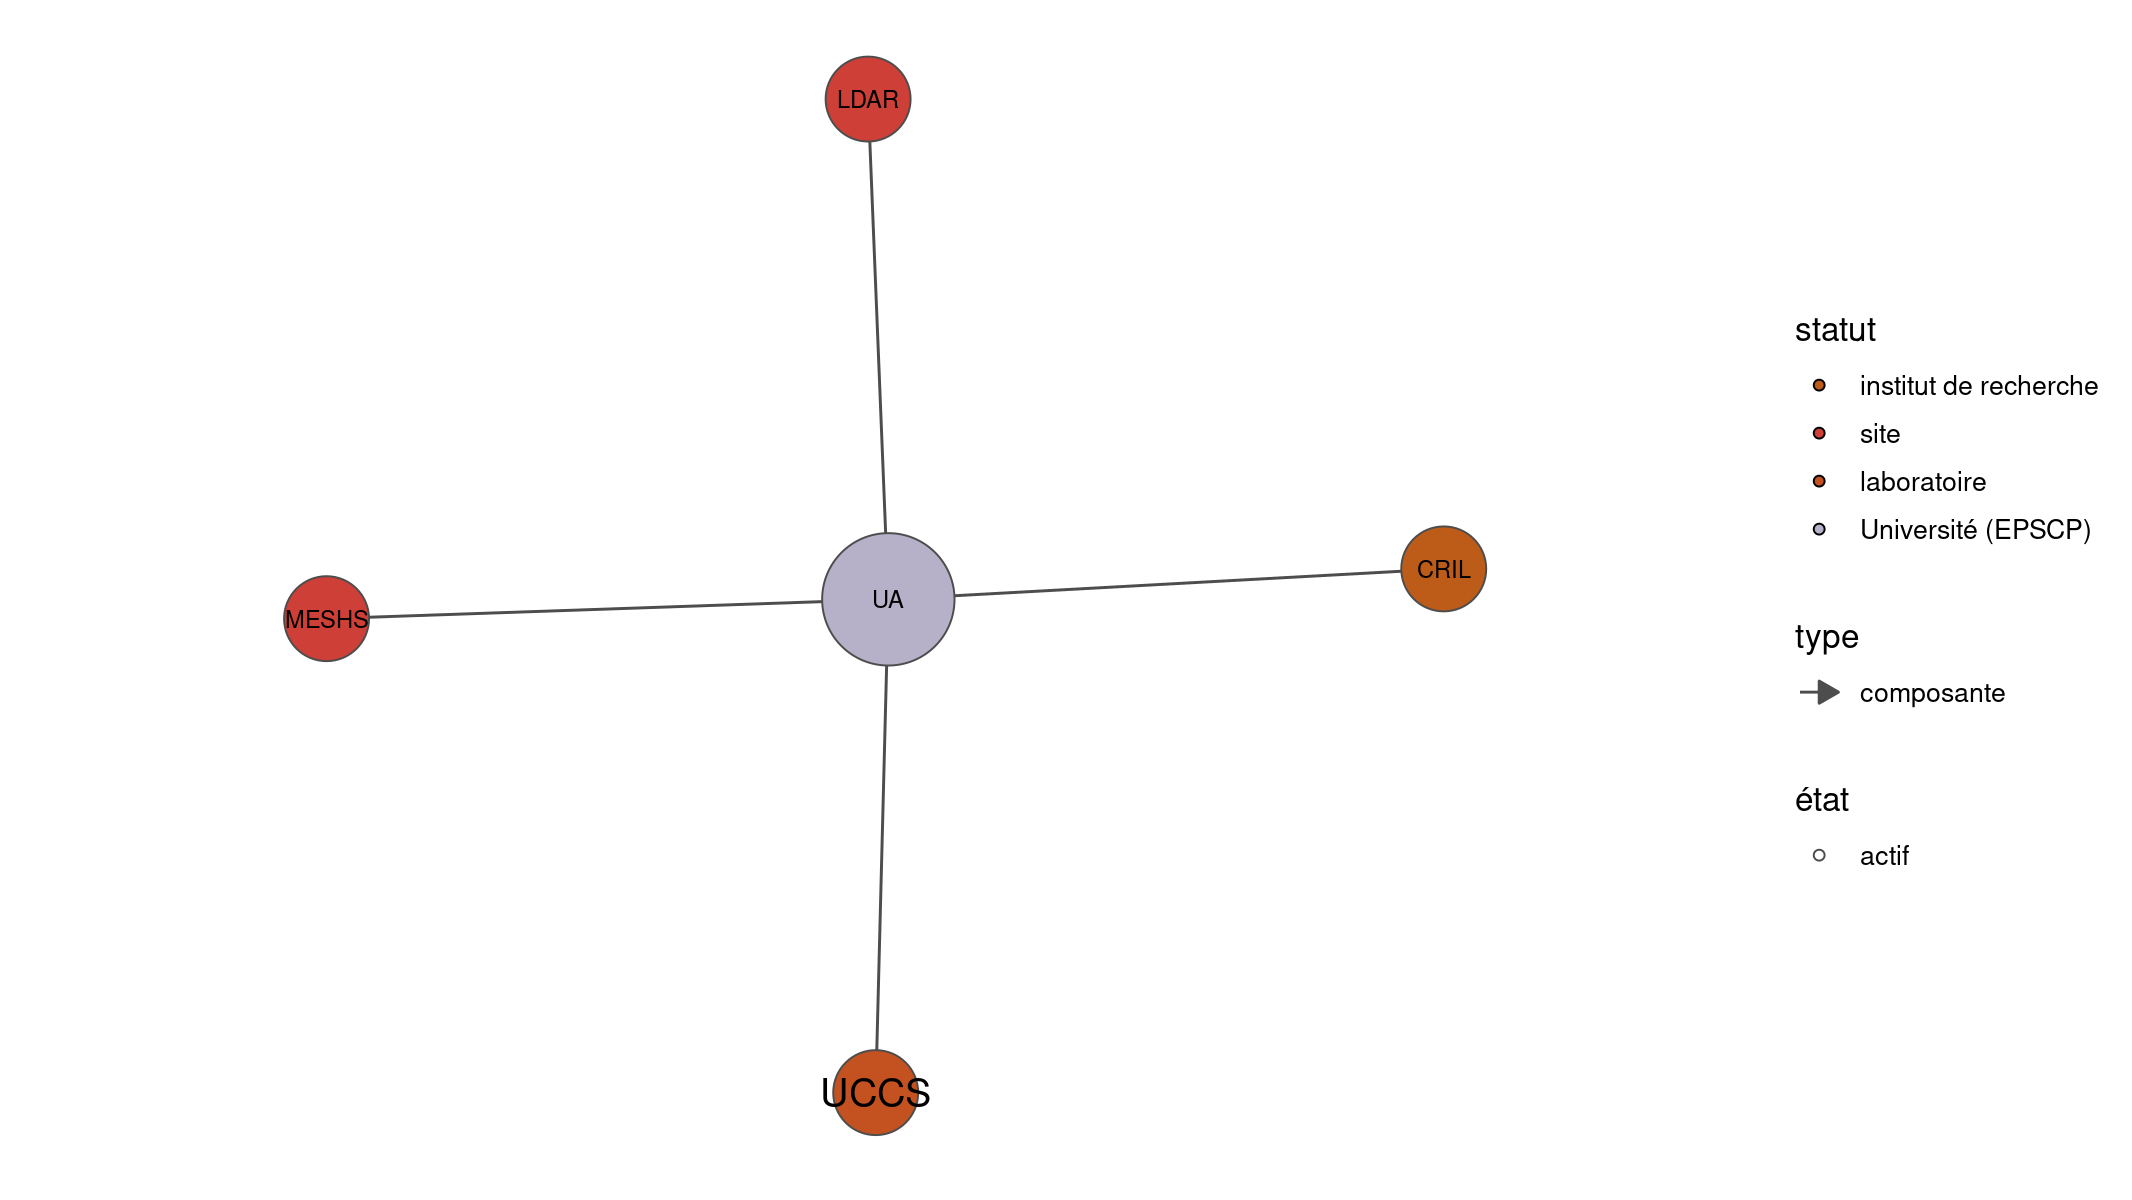 LDAR
UA
CRIL
MESHS
UCCS
statut
institut de recherche
site
laboratoire
Université (EPSCP)
type
composante
état
actif